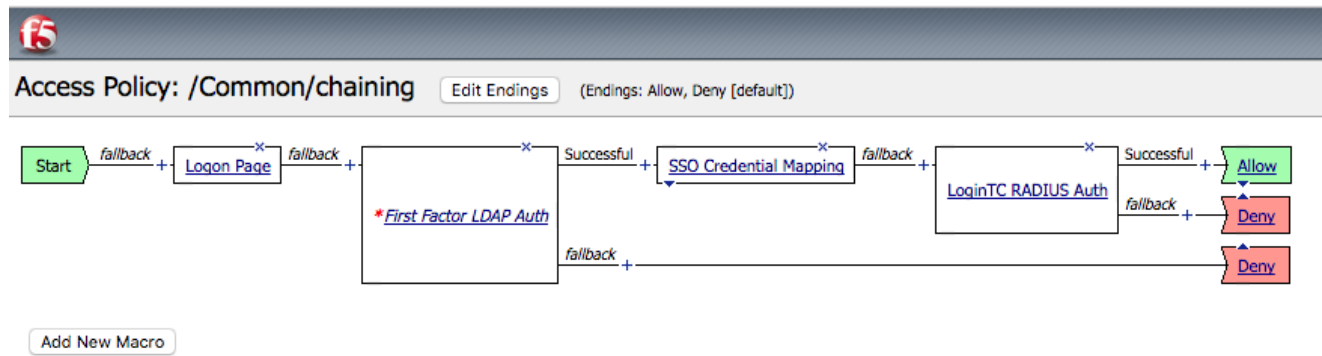 f5
Access Policy: /Common/chaining Edit Endings (Endings: Allow, Deny [default])
Start fallback + Logon Page fallback + Successful + SSO Credential Mapping fallback + Successful + Allow
*First Factor LDAP Auth LoginTC RADIUS Auth fallback + Deny
fallback + Deny
Add New Macro